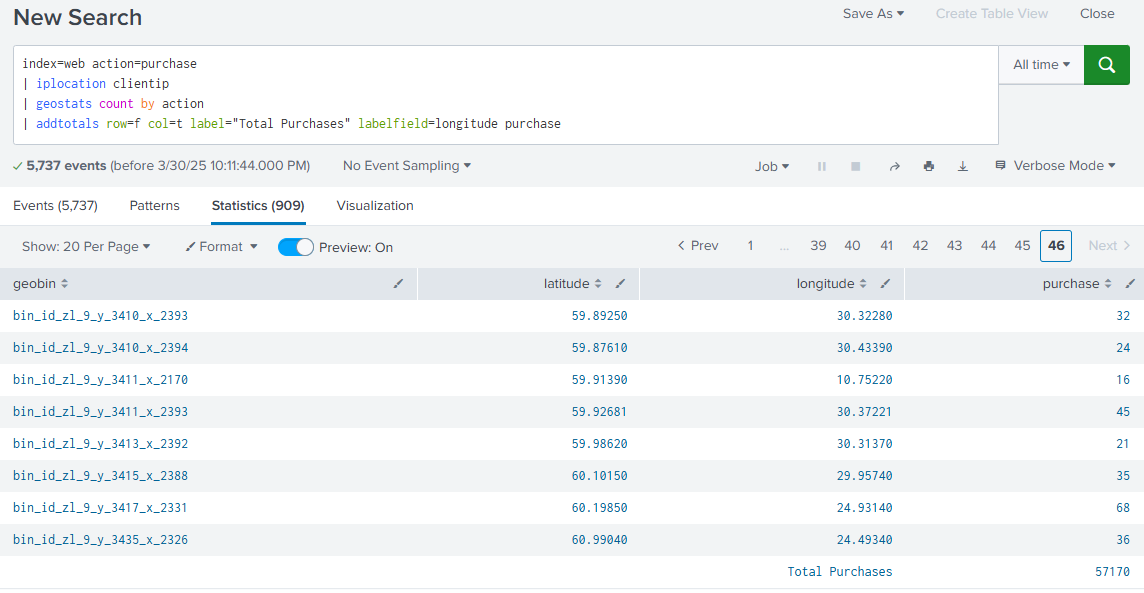 New Search
Save As
Create Table View
Close
index=web action=purchase
| iplocation clientip
| geostats count by action
| addtotals row=f col=t label="Total Purchases" labelfield=longitude purchase
All time
5,737 events (before 3/30/25 10:11:44.000 PM)
No Event Sampling
Job
Verbose Mode
Events (5,737)
Patterns
Statistics (909)
Visualization
Show: 20 Per Page
Format
Preview: On
< Prev 1 ... 39 40 41 42 43 44 45 46 Next >
geobin latitude longitude purchase
bin_id_zl_9_y_3410_x_2393 59.89250 30.32280 32
bin_id_zl_9_y_3410_x_2394 59.87610 30.43390 24
bin_id_zl_9_y_3411_x_2170 59.91390 10.75220 16
bin_id_zl_9_y_3411_x_2393 59.92681 30.37221 45
bin_id_zl_9_y_3413_x_2392 59.98620 30.31370 21
bin_id_zl_9_y_3415_x_2388 60.10150 29.95740 35
bin_id_zl_9_y_3417_x_2331 60.19850 24.93140 68
bin_id_zl_9_y_3435_x_2326 60.99040 24.49340 36
Total Purchases 57170